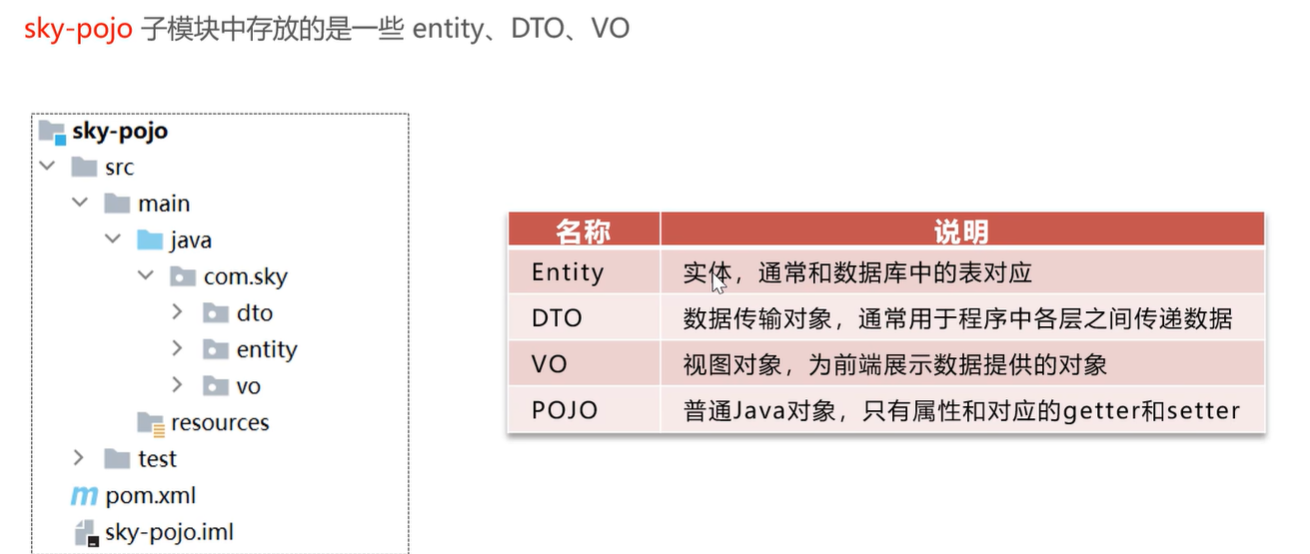 sky-pojo 子模块中存放的是一些 entity、DTO、VO
sky-pojo
src
main
java
com.sky
dto
entity
vo
resources
test
pom.xml
sky-pojo.iml
名称 说明
Entity 实体，通常和数据库中的表对应
DTO 数据传输对象，通常用于程序中各层之间传递数据
VO 视图对象，为前端展示数据提供的对象
POJO 普通Java对象，只有属性和对应的getter和setter